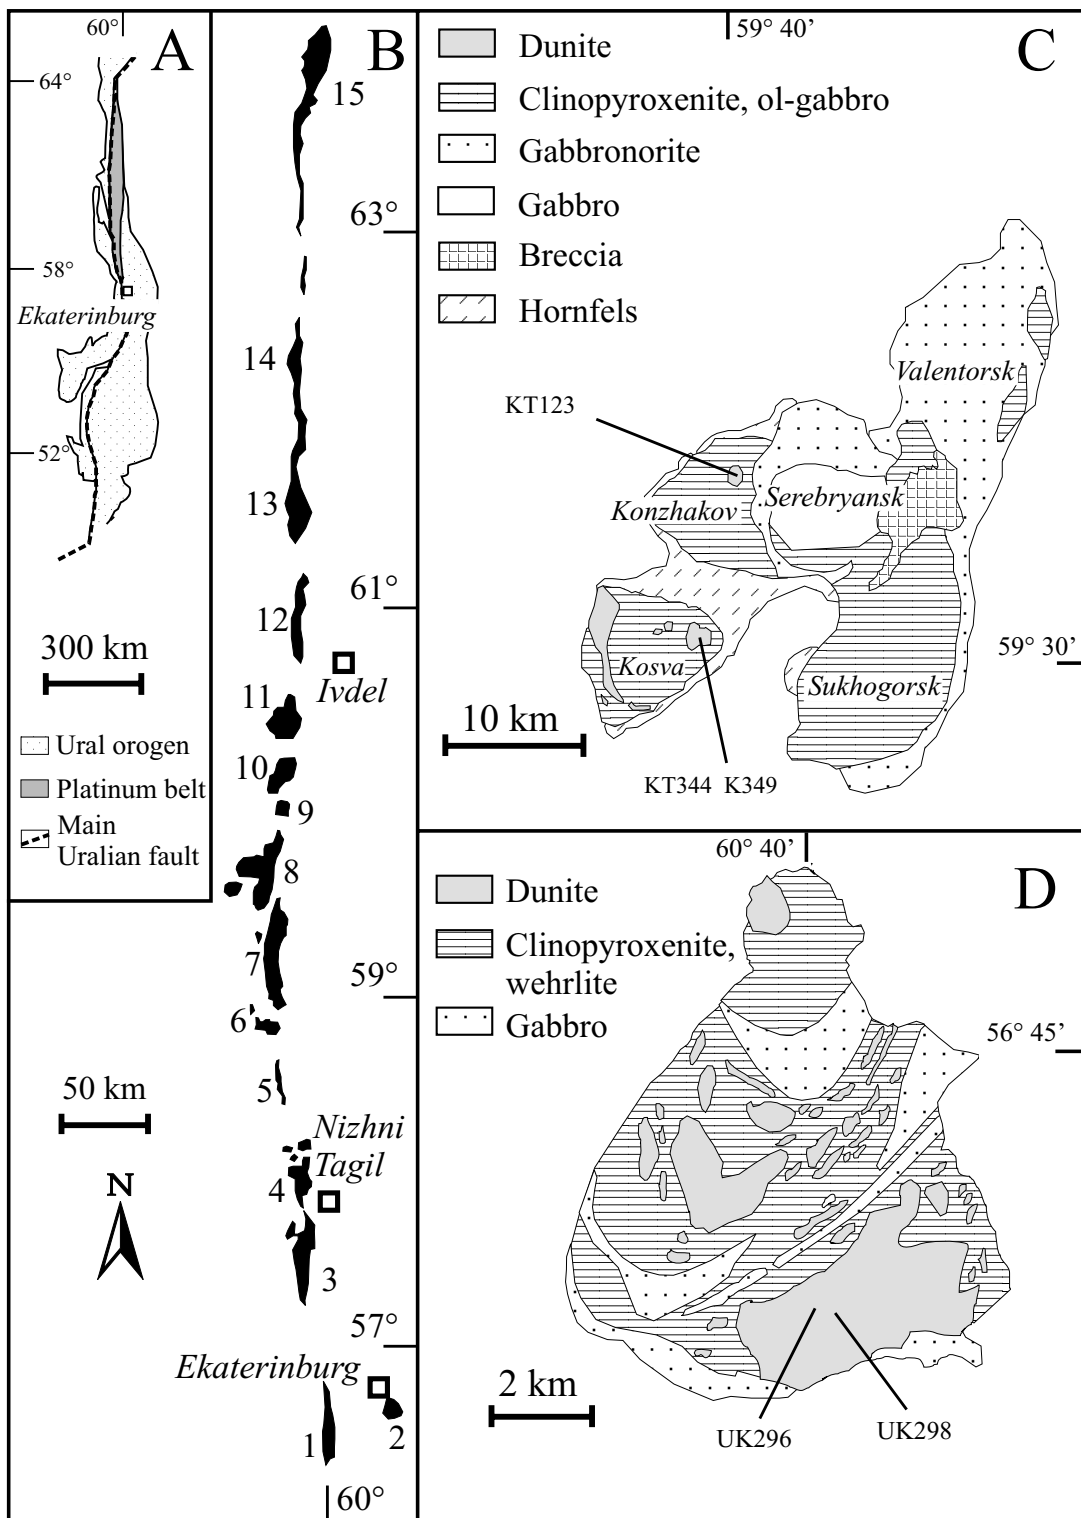 A
60°
64°
58°
Ekaterinburg
52°
300 km
Ural orogen
Platinum belt
Main
Uralian fault
B
15
63°
14
13
61°
12
Ivdel
11
10
9
8
7
59°
6
5
50 km
Nizhni
Tagil
4
N
3
57°
Ekaterinburg
2
1
60°
C
59° 40’
Dunite
Clinopyroxenite, ol-gabbro
Gabbronorite
Gabbro
Breccia
Hornfels
Valentorsk
KT123
Serebryansk
Konzhakov
59° 30’
Kosva
Sukhogorsk
10 km
KT344 K349
D
60° 40’
Dunite
Clinopyroxenite,
wehrlite
Gabbro
56° 45’
2 km
UK296
UK298